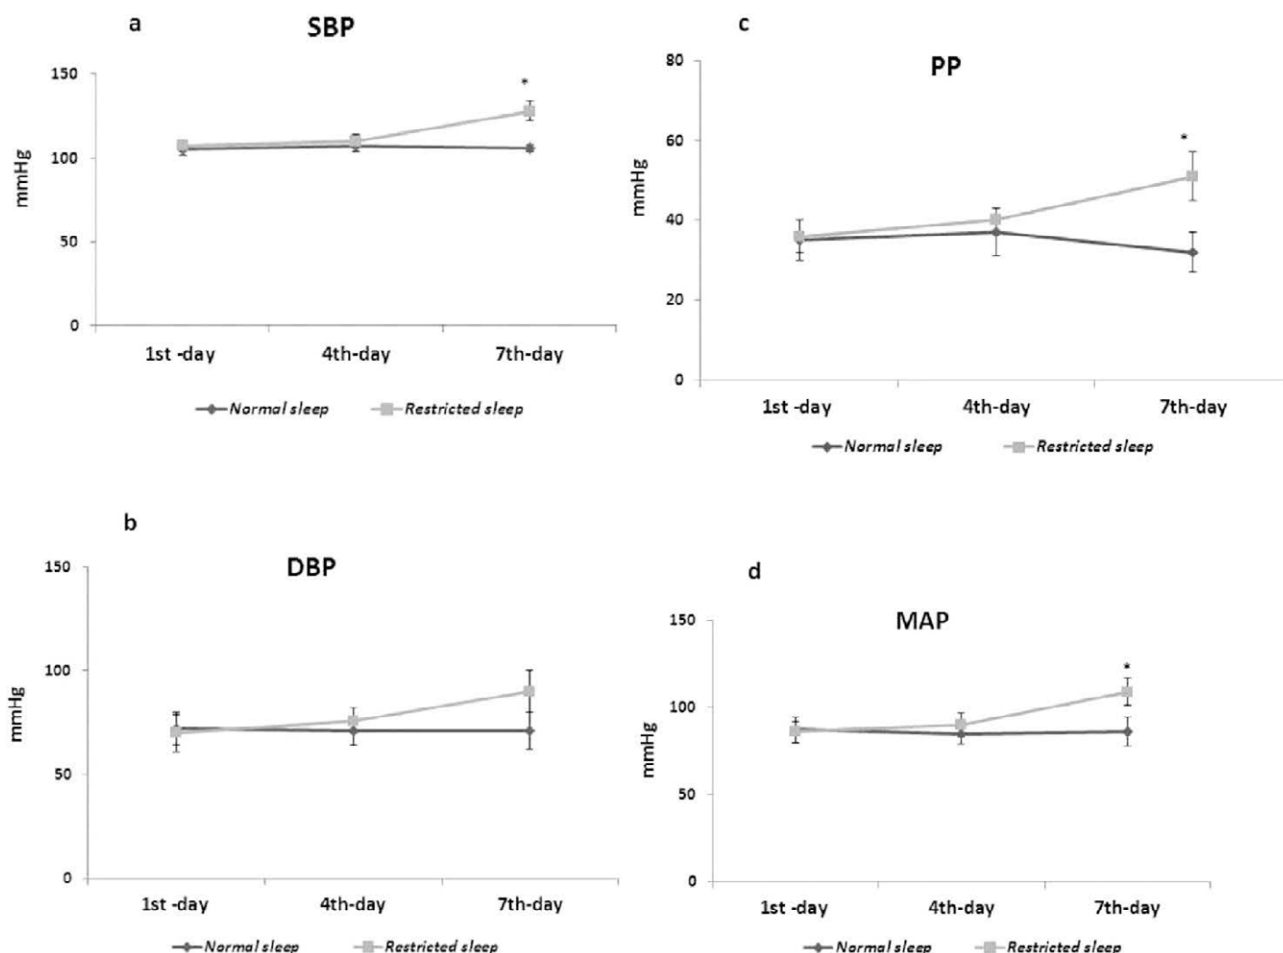 a
SBP
150
*
100
mmHg
50
0
1st -day 4th-day 7th-day
Normal sleep Restricted sleep
c
PP
80
60
*
40
mmHg
20
0
1st -day 4th-day 7th-day
Normal sleep Restricted sleep
b
DBP
150
100
mmHg
50
0
1st -day 4th-day 7th-day
Normal sleep Restricted sleep
d
MAP
150
*
100
mmHg
50
0
1st -day 4th-day 7th-day
Normal sleep Restricted sleep